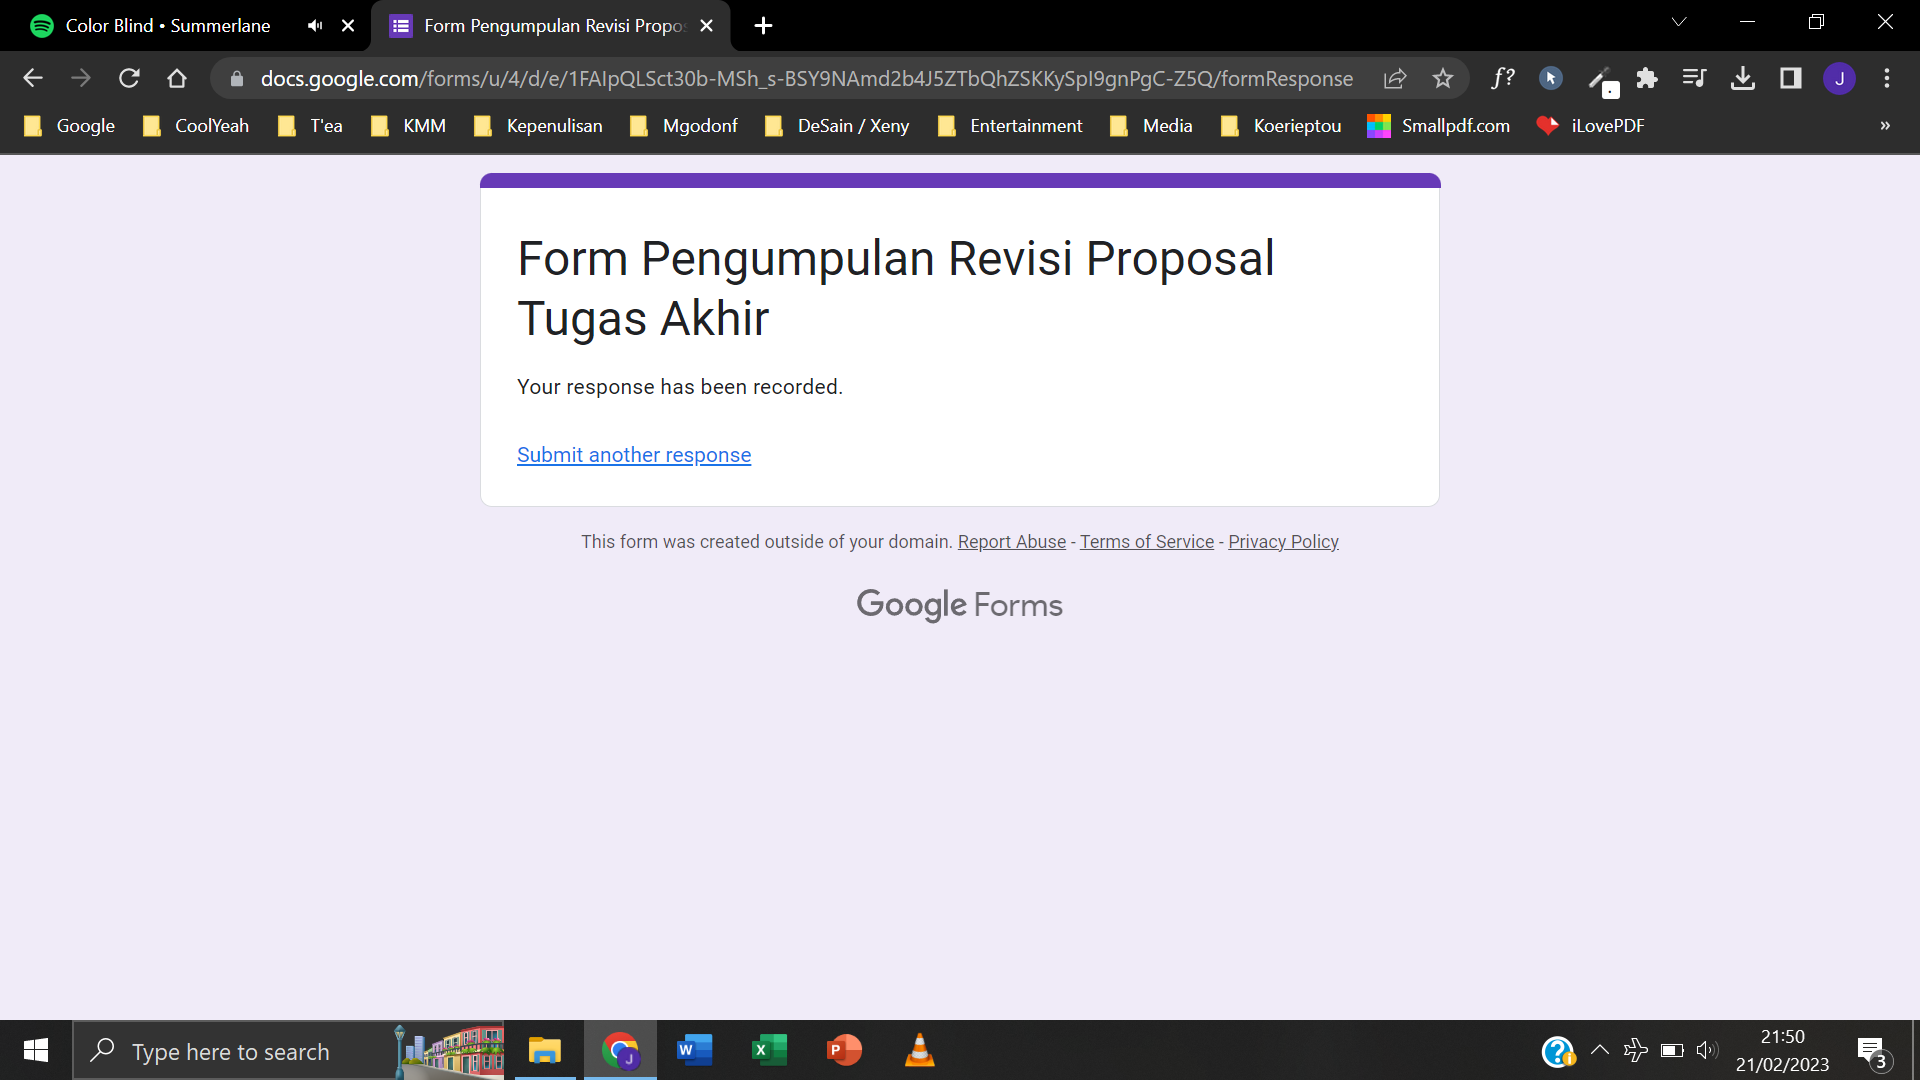 Color Blind • Summerlane
Form Pengumpulan Revisi Propos
docs.google.com/forms/u/4/d/e/1FAIpQLSct30b-MSh_s-BSY9NAmd2b4J5ZTbQhZSKKySpI9gnPgC-Z5Q/formResponse
f?
J
Google
CoolYeah
T'ea
KMM
Kepenulisan
Mgodonf
DeSain / Xeny
Entertainment
Media
Koerieptou
Smallpdf.com
iLovePDF
»
Form Pengumpulan Revisi Proposal
Tugas Akhir
Your response has been recorded.
Submit another response
This form was created outside of your domain. Report Abuse - Terms of Service - Privacy Policy
Google Forms
Type here to search
J
W
X
P
21:50
21/02/2023
3